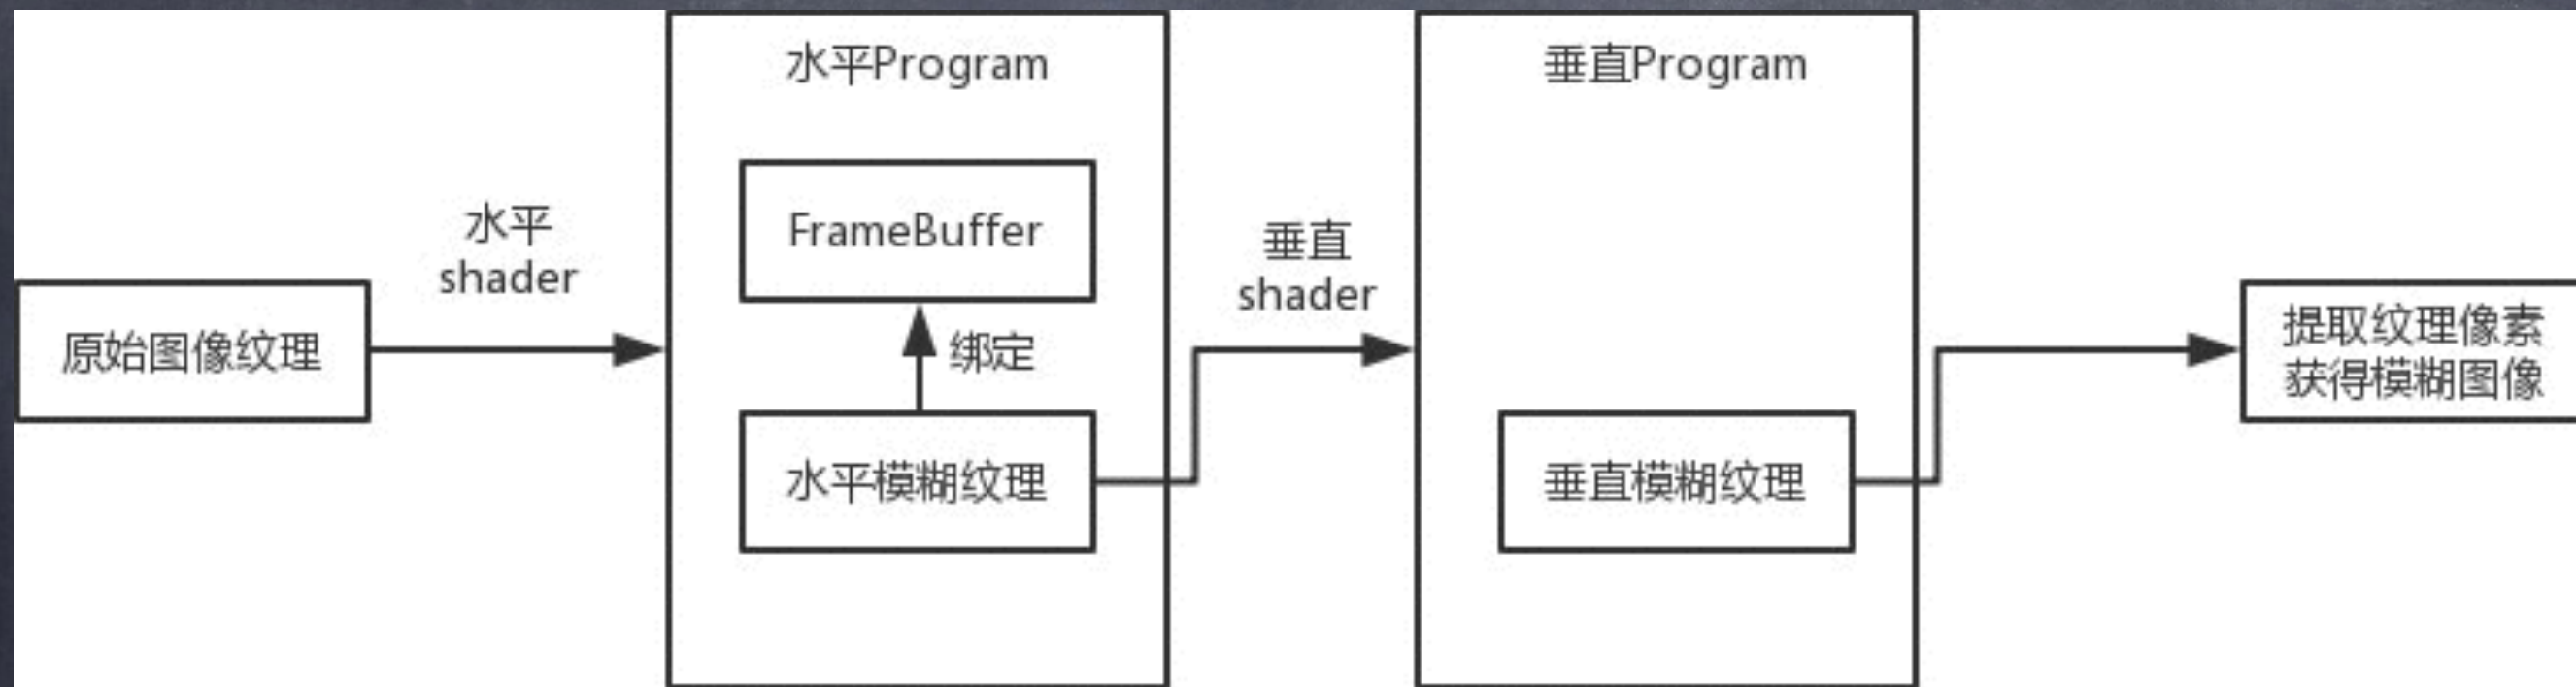 原始图像纹理
水平
shader
水平Program
FrameBuffer
绑定
水平模糊纹理
垂直
shader
垂直Program
垂直模糊纹理
提取纹理像素
获得模糊图像